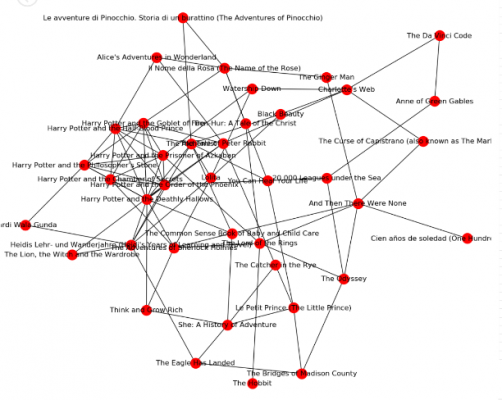 Le avventure di Pinocchio. Storia di un burattino (The Adventures of Pinocchio)
The Da Vinci Code
Alice's Adventures in Wonderland
Il Nome della Rosa (The Name of the Rose)
The Ginger Man
Watership Down
Charlotte's Web
Anne of Green Gables
Black Beauty
Harry Potter and the Goblet of Fire
Ben-Hur: A Tale of the Christ
Harry Potter and the Half-Blood Prince
The Curse of Capistrano (also known as The Mar
Peter Rabbit
Harry Potter and the Prisoner of Azkaban
Harry Potter and the Philosopher's Stone
Harry Potter and the Chamber of Secrets
Lolita
You Can Heal Your Life
20,000 Leagues Under the Sea
Harry Potter and the Order of the Phoenix
Harry Potter and the Deathly Hallows
And Then There Were None
rdi Wala Gunda
The Common Sense Book of Baby and Child Care
Cien años de soledad (One Hundr
Heidis Lehr- und Wanderjahre (Heidi's Years of Learning and Travel)
The Lord of the Rings
The Adventures of Sherlock Holmes
The Lion, the Witch and the Wardrobe
The Catcher in the Rye
The Odyssey
Think and Grow Rich
Le Petit Prince (The Little Prince)
She: A History of Adventure
The Eagle Has Landed
The Bridges of Madison County
The Hobbit